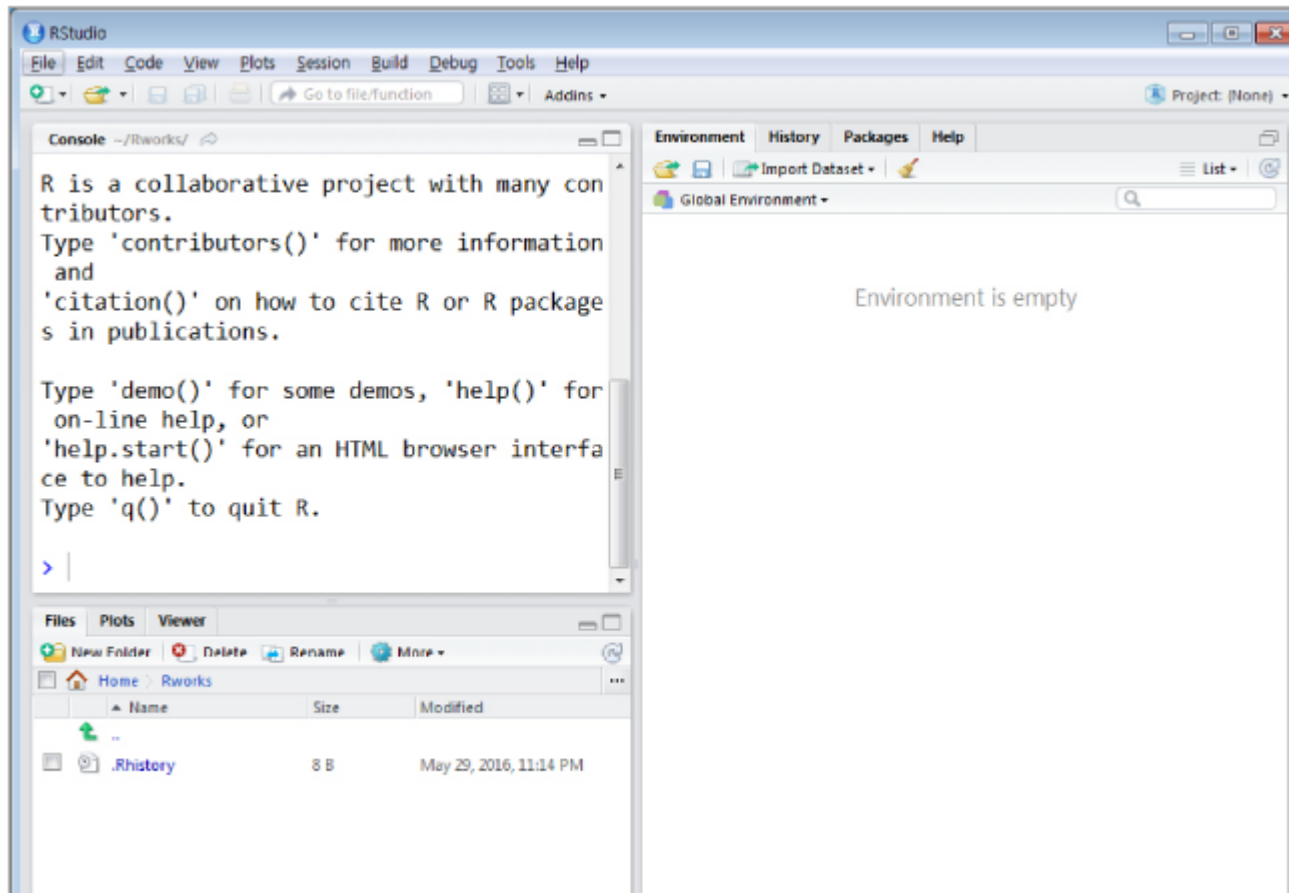 RStudio
File Edit Code View Plots Session Build Debug Tools Help
Go to file/function Addins Project: (None)
Console ~/Rworks/
R is a collaborative project with many con
tributors.
Type 'contributors()' for more information
 and
'citation()' on how to cite R or R package
s in publications.
Type 'demo()' for some demos, 'help()' for
 on-line help, or
'help.start()' for an HTML browser interfa
ce to help.
Type 'q()' to quit R.
>
Files Plots Viewer
New Folder Delete Rename More
Home Rworks ...
Name Size Modified
..
.Rhistory 8 B May 29, 2016, 11:14 PM
Environment History Packages Help
Import Dataset List
Global Environment
Environment is empty